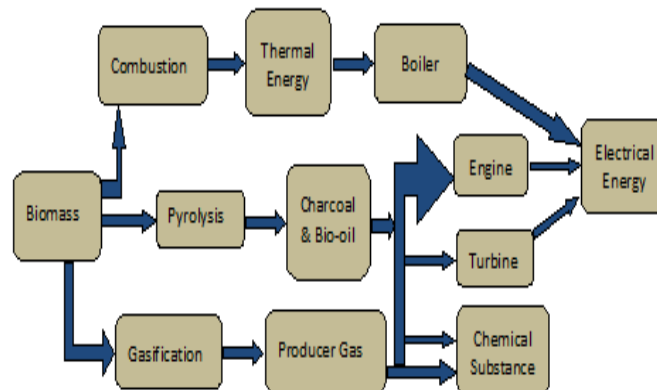 Combustion
Thermal
Energy
Boiler
Biomass
Pyrolysis
Charcoal
& Bio-oil
Engine
Electrical
Energy
Turbine
Gasification
Producer Gas
Chemical
Substance